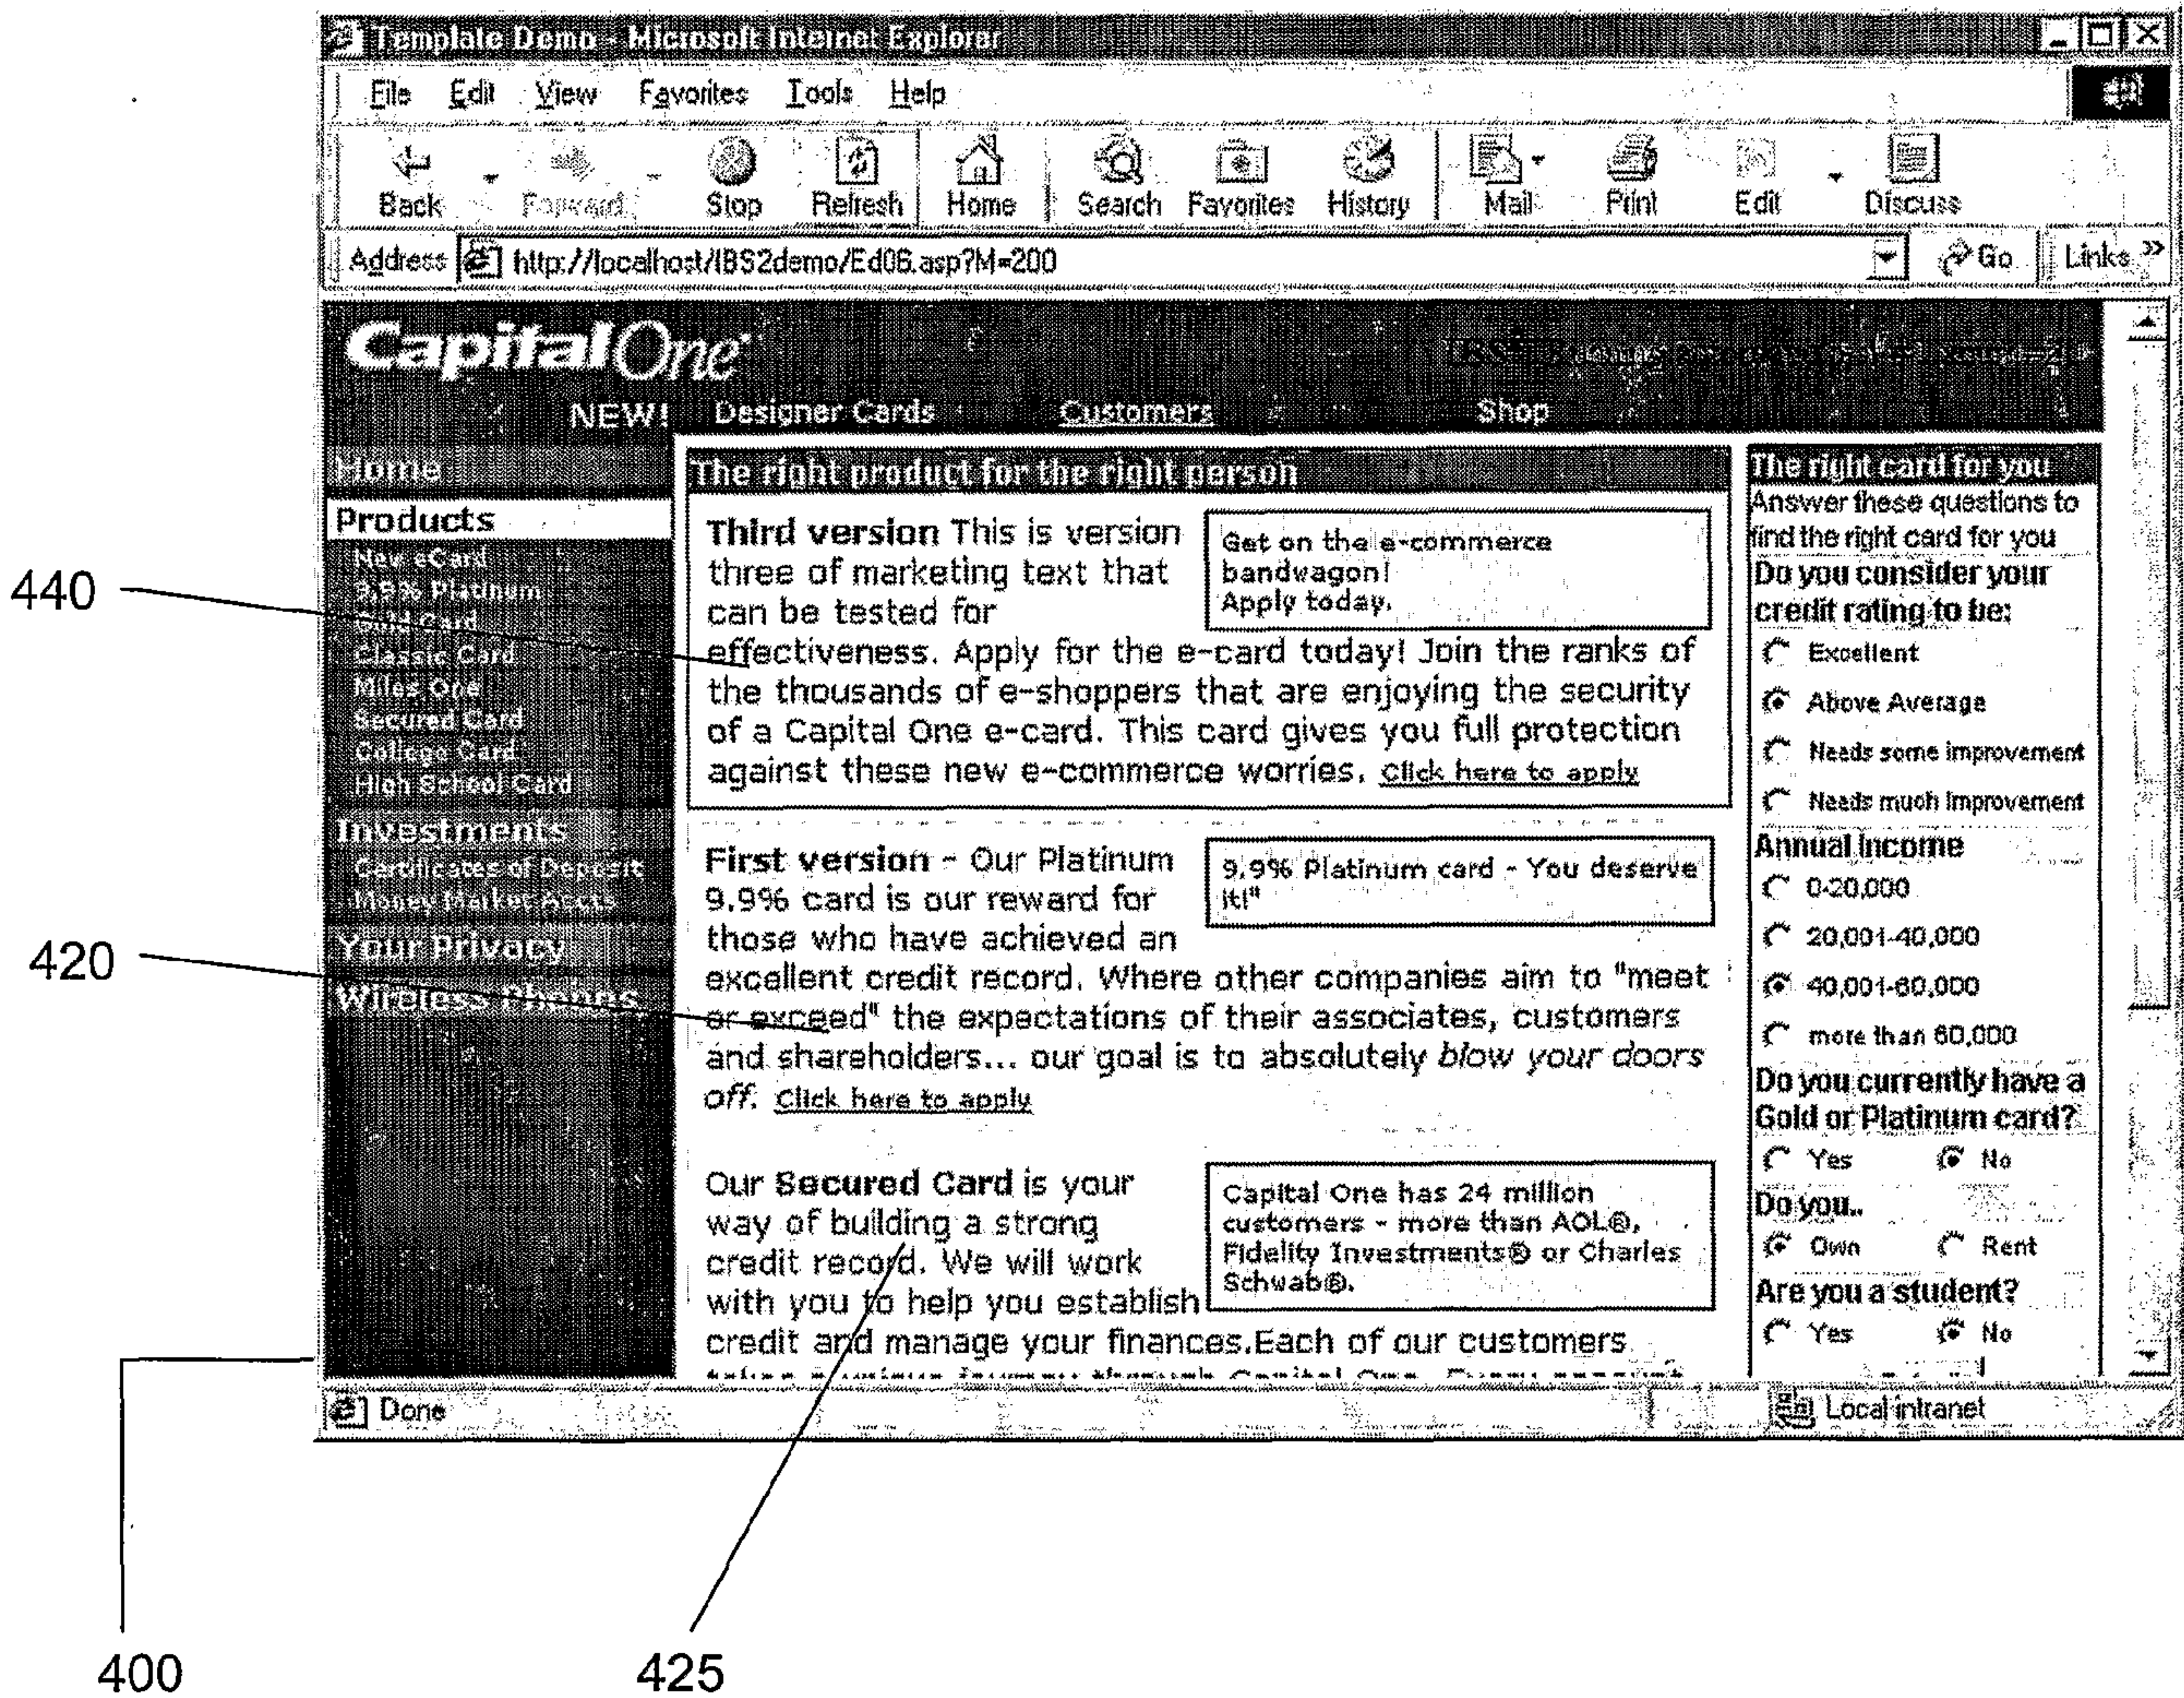 Template Demo - Microsoft Internet Explorer
File Edit View Favorites Tools Help
Back Forward Stop Refresh Home Search Favorites History Mail Print Edit Discuss
Address http://localhost/IBS2demo/Ed06.asp?M=200 Go Links »
CapitalOne
NEW! Designer Cards Customers Shop
Home
Products
New eCard
9.9% Platinum
Gold Card
Classic Card
Miles One
Secured Card
College Card
High School Card
Investments
Certificates of Deposit
Money Market Accts
Your Privacy
Wireless Phones
The right product for the right person
Third version This is version
three of marketing text that
can be tested for
effectiveness. Apply for the e-card today! Join the ranks of
the thousands of e-shoppers that are enjoying the security
of a Capital One e-card. This card gives you full protection
against these new e-commerce worries. Click here to apply
Get on the e-commerce
bandwagon!
Apply today.
First version - Our Platinum
9.9% card is our reward for
those who have achieved an
excellent credit record. Where other companies aim to "meet
or exceed" the expectations of their associates, customers
and shareholders... our goal is to absolutely blow your doors
off. Click here to apply
9.9% Platinum card - You deserve
it!"
Our Secured Card is your
way of building a strong
credit record. We will work
with you to help you establish
credit and manage your finances.Each of our customers
Capital One has 24 million
customers - more than AOL®,
Fidelity Investments® or Charles
Schwab®.
The right card for you
Answer these questions to
find the right card for you
Do you consider your
credit rating to be:
Excellent
Above Average
Needs some improvement
Needs much improvement
Annual Income
0-20,000
20,001-40,000
40,001-60,000
more than 60,000
Do you currently have a
Gold or Platinum card?
Yes No
Do you..
Own Rent
Are you a student?
Yes No
Done Local intranet
440
420
400
425